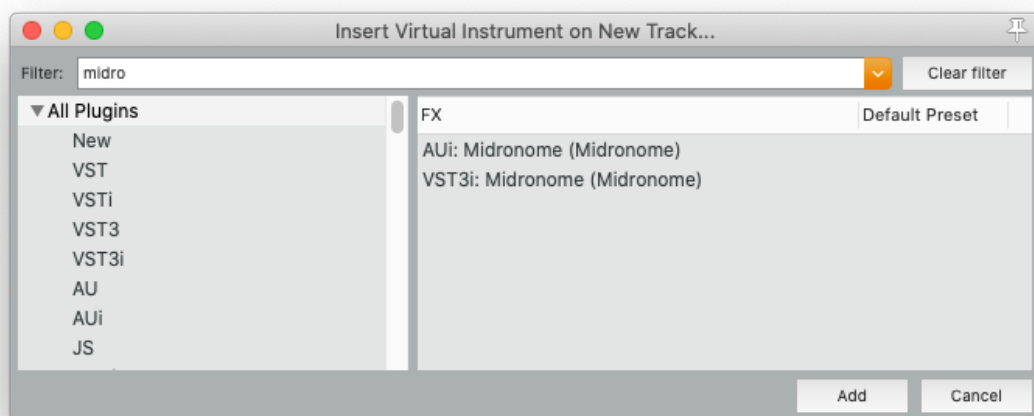 Insert Virtual Instrument on New Track...
Filter: midro Clear filter
All Plugins
New
VST
VSTi
VST3
VST3i
AU
AUi
JS
FX Default Preset
AUi: Midronome (Midronome)
VST3i: Midronome (Midronome)
Add Cancel